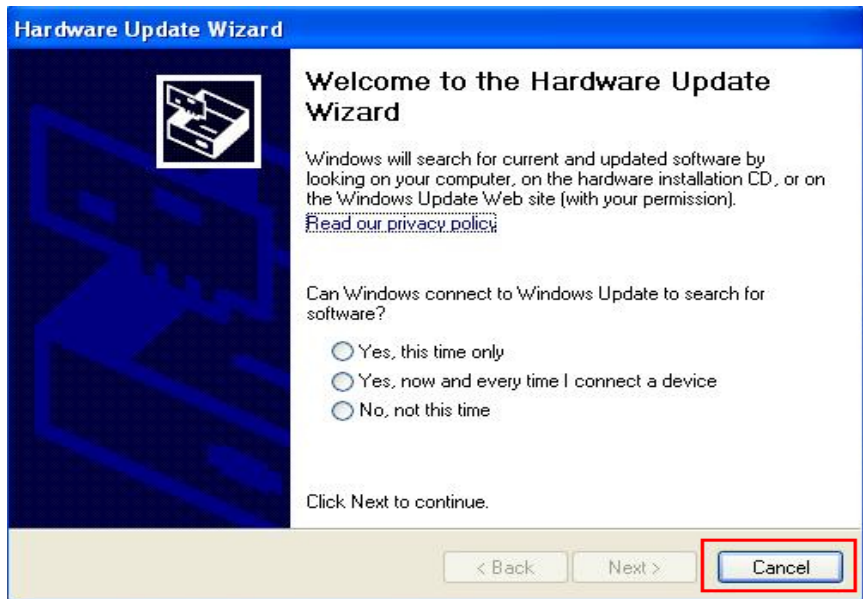 Hardware Update Wizard
Welcome to the Hardware Update
Wizard
Windows will search for current and updated software by
looking on your computer, on the hardware installation CD, or on
the Windows Update Web site (with your permission).
Read our privacy policy
Can Windows connect to Windows Update to search for
software?
Yes, this time only
Yes, now and every time I connect a device
No, not this time
Click Next to continue.
< Back Next > Cancel